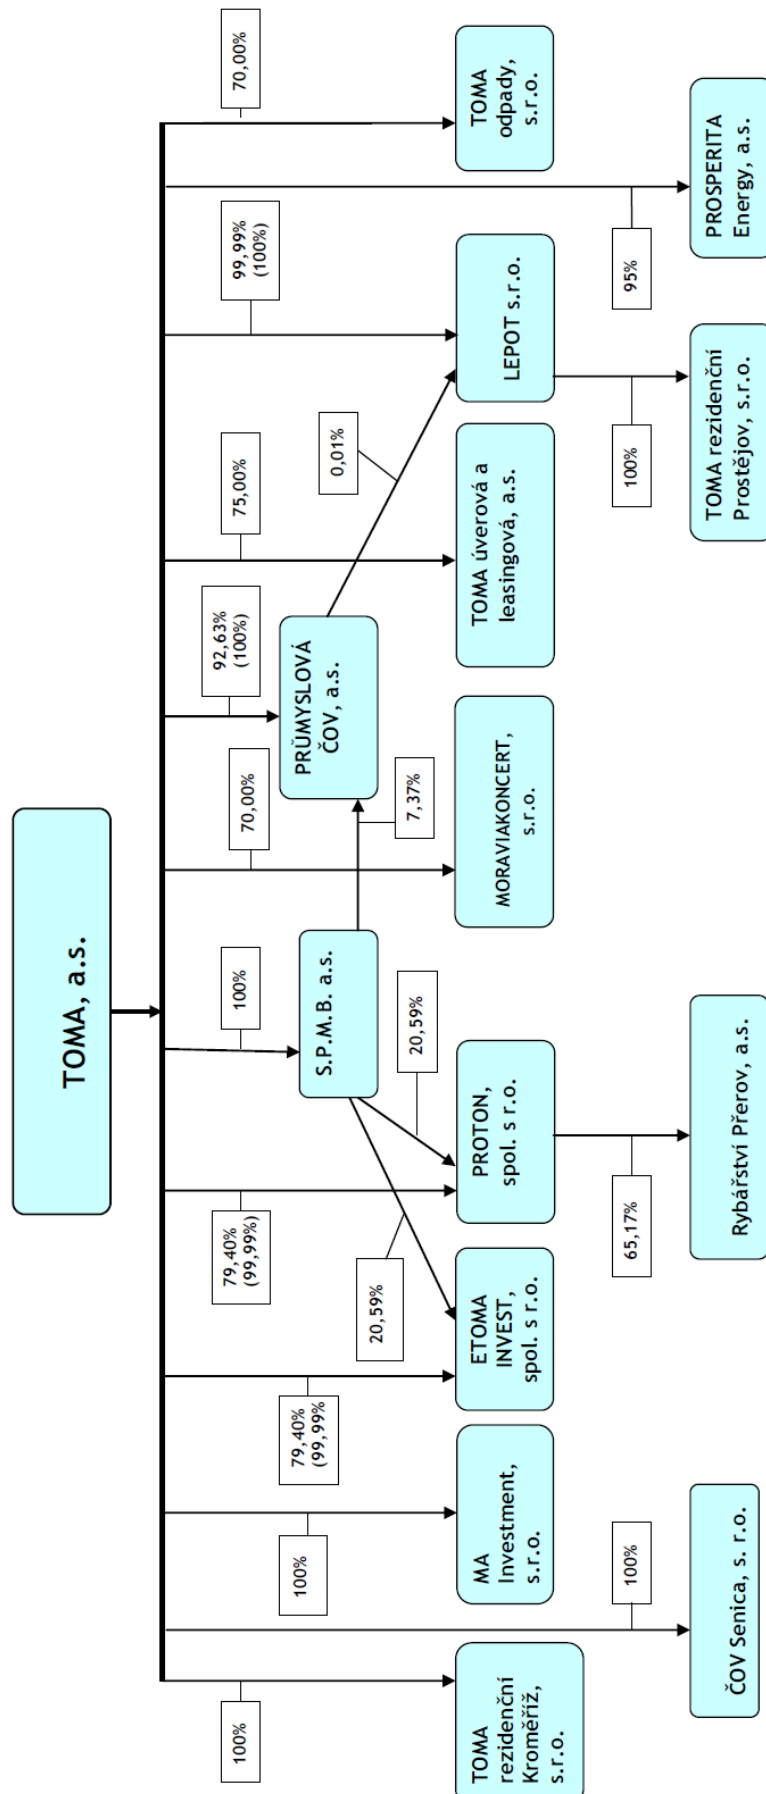 TOMA, a.s.
100%
100%
79,40%
(99,99%
79,40%
(99,99%)
100%
70,00%
92,63%
(100%)
75,00%
99,99%
(100%)
70,00%
S.P.M.B. a.s.
7,37%
PRŮMYSLOVÁ
ČOV, a.s.
20,59%
20,59%
0,01%
TOMA
rezidenční
Kroměříž,
s.r.o.
MA
Investment,
s.r.o.
ETOMA
INVEST,
spol. s r.o.
PROTON,
spol. s r.o.
MORAVIAKONCERT,
s.r.o.
TOMA úverová a
leasingová, a.s.
LEPOT s.r.o.
TOMA
odpady,
s.r.o.
100%
65,17%
100%
95%
ČOV Senica, s. r.o.
Rybářství Přerov, a.s.
TOMA rezidenční
Prostějov, s.r.o.
PROSPERITA
Energy, a.s.